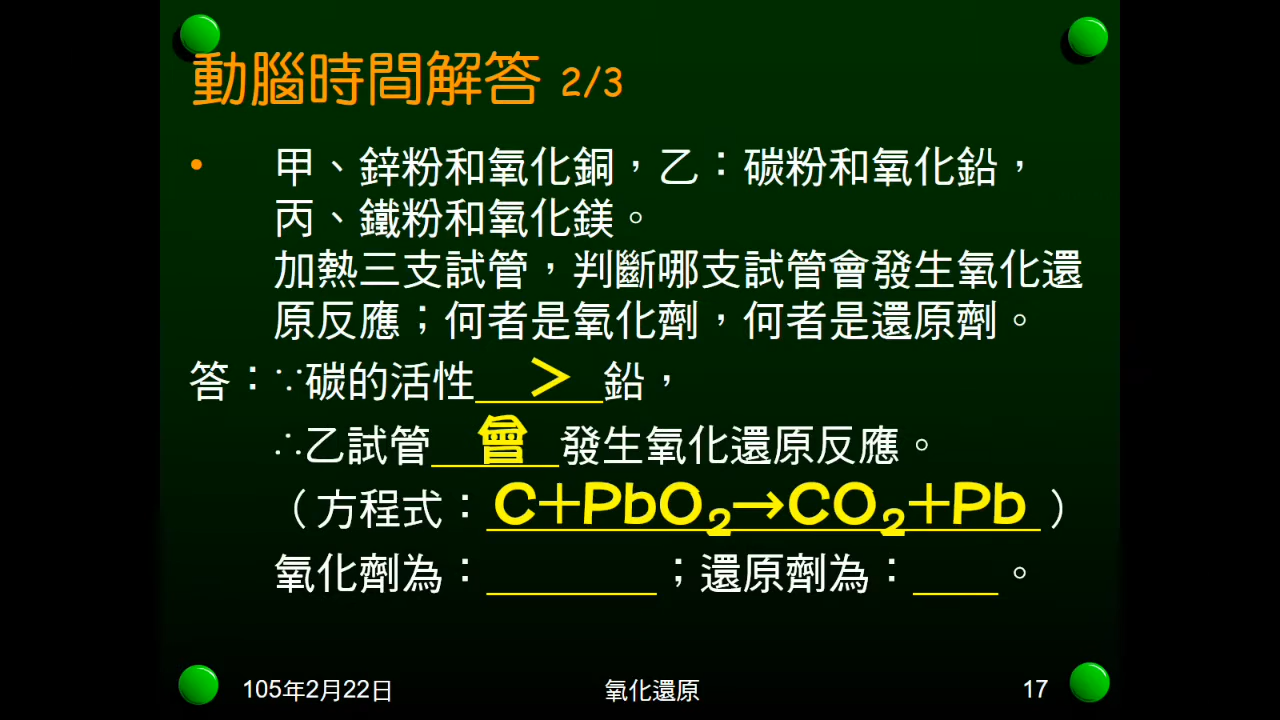 動腦時間解答 2/3
• 甲、鋅粉和氧化銅，乙：碳粉和氧化鉛，
丙、鐵粉和氧化鎂。
加熱三支試管，判斷哪支試管會發生氧化還
原反應；何者是氧化劑，何者是還原劑。
答：∵碳的活性＞鉛，
∴乙試管會發生氧化還原反應。
（方程式：C＋PbO₂→CO₂＋Pb）
氧化劑為：______；還原劑為：____。
105年2月22日 氧化還原 17